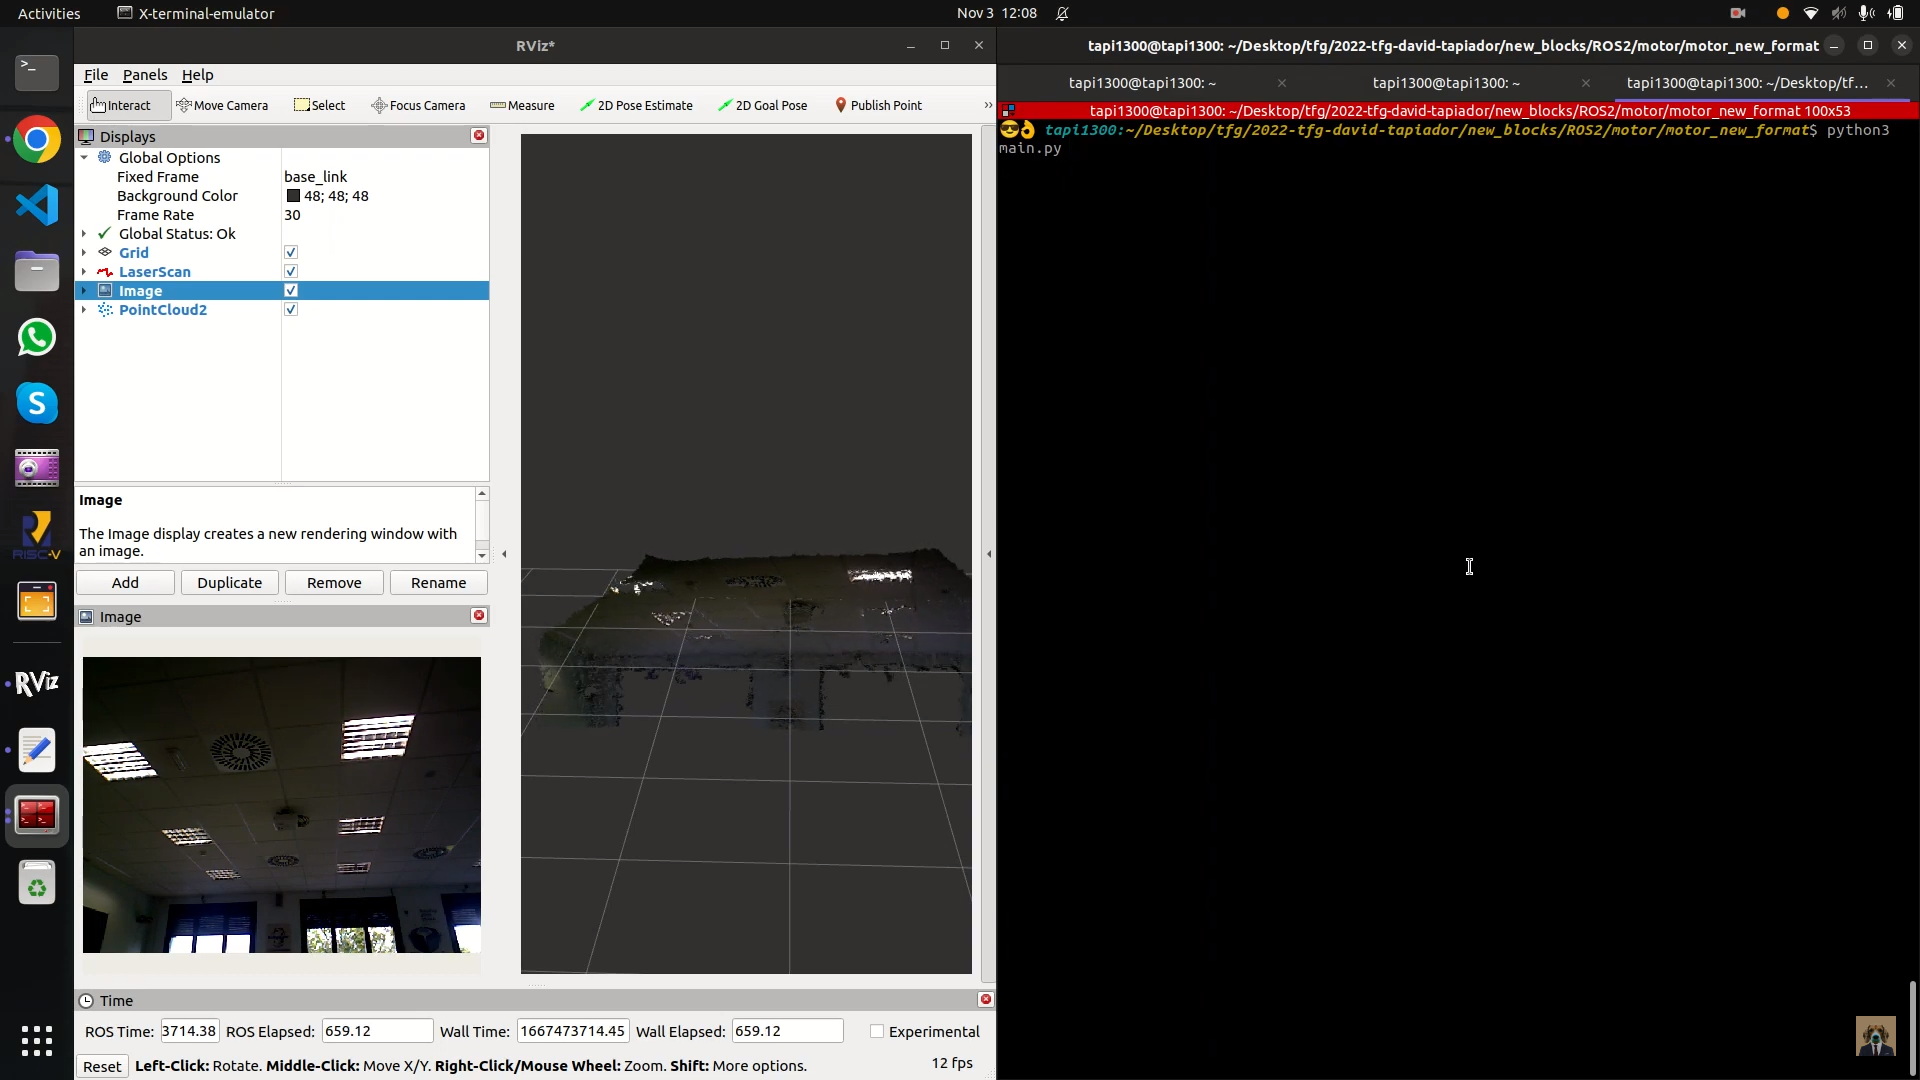 Activities
X-terminal-emulator
Nov 3 12:08
RViz*
File Panels Help
Interact Move Camera Select Focus Camera Measure 2D Pose Estimate 2D Goal Pose Publish Point »
Displays
Global Options
Fixed Frame base_link
Background Color 48; 48; 48
Frame Rate 30
Global Status: Ok
Grid
LaserScan
Image
PointCloud2
Image
The Image display creates a new rendering window with
an image.
Add Duplicate Remove Rename
Image
Time
ROS Time: 3714.38 ROS Elapsed: 659.12 Wall Time: 1667473714.45 Wall Elapsed: 659.12 Experimental
Reset Left-Click: Rotate. Middle-Click: Move X/Y. Right-Click/Mouse Wheel: Zoom. Shift: More options. 12 fps
RISC-V
RViz
tapi1300@tapi1300: ~/Desktop/tfg/2022-tfg-david-tapiador/new_blocks/ROS2/motor/motor_new_format
tapi1300@tapi1300: ~ tapi1300@tapi1300: ~ tapi1300@tapi1300: ~/Desktop/tf...
tapi1300@tapi1300: ~/Desktop/tfg/2022-tfg-david-tapiador/new_blocks/ROS2/motor/motor_new_format 100x53
😎👌 tapi1300:~/Desktop/tfg/2022-tfg-david-tapiador/new_blocks/ROS2/motor/motor_new_format$ python3
main.py